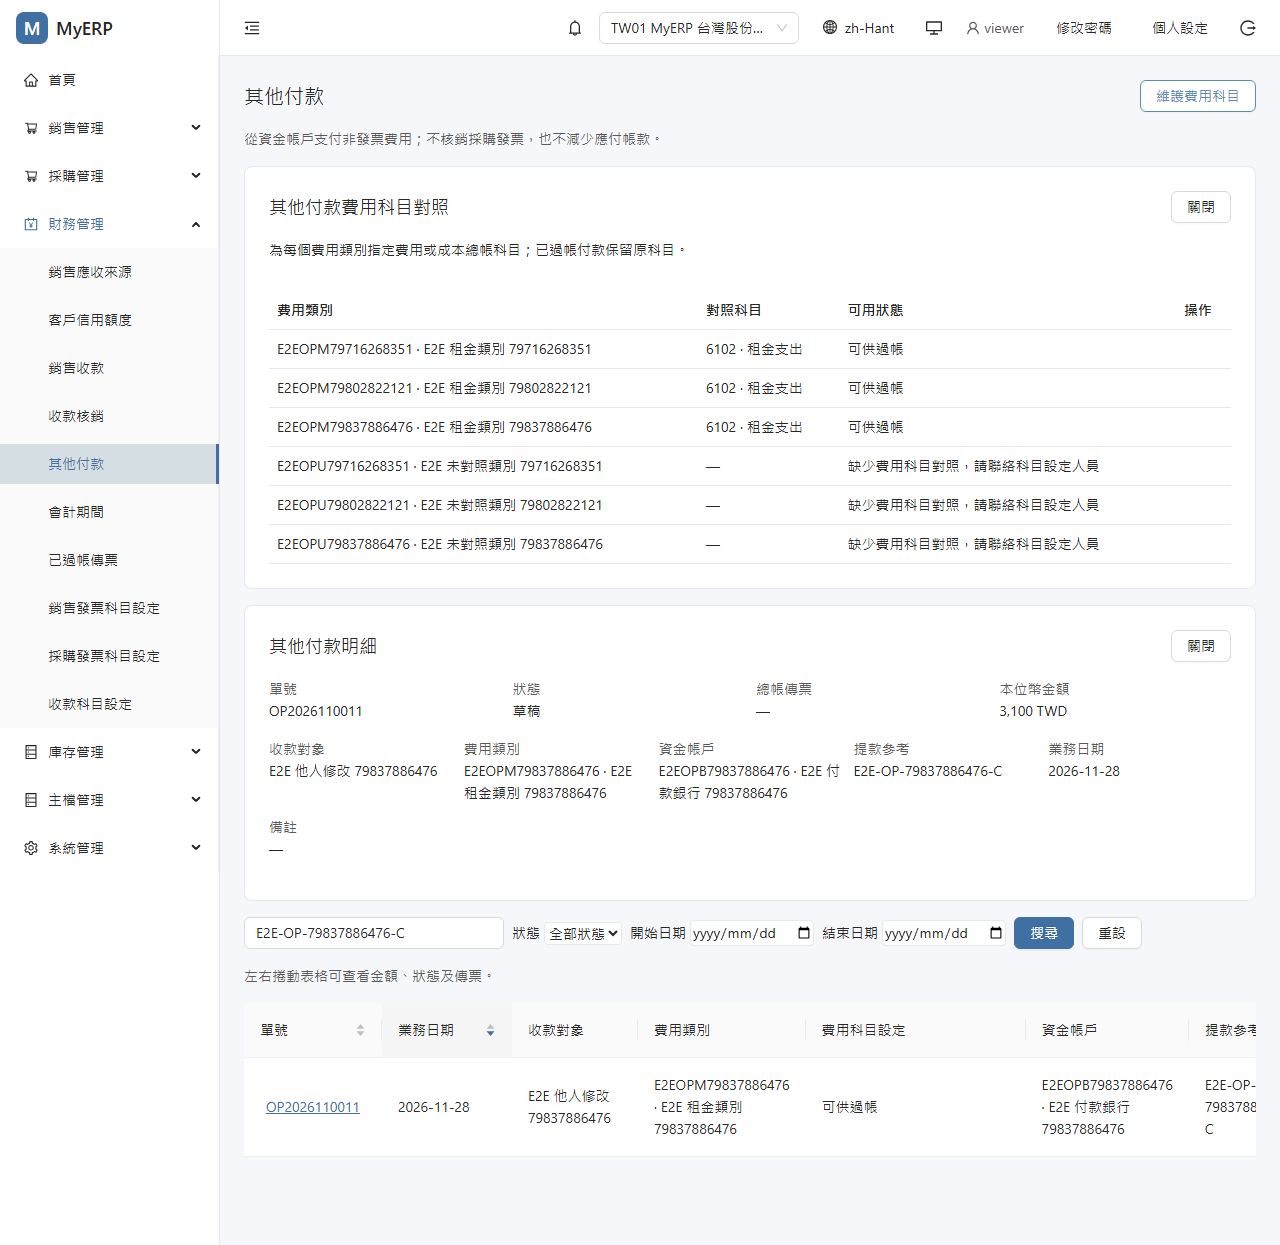 M MyERP
TW01 MyERP 台灣股份... zh-Hant viewer 修改密碼 個人設定
首頁
銷售管理
採購管理
財務管理
銷售應收來源
客戶信用額度
銷售收款
收款核銷
其他付款
會計期間
已過帳傳票
銷售發票科目設定
採購發票科目設定
收款科目設定
庫存管理
主檔管理
系統管理
其他付款 維護費用科目
從資金帳戶支付非發票費用；不核銷採購發票，也不減少應付帳款。
其他付款費用科目對照 關閉
為每個費用類別指定費用或成本總帳科目；已過帳付款保留原科目。
費用類別 對照科目 可用狀態 操作
E2EOPM79716268351 · E2E 租金類別 79716268351 6102 · 租金支出 可供過帳
E2EOPM79802822121 · E2E 租金類別 79802822121 6102 · 租金支出 可供過帳
E2EOPM79837886476 · E2E 租金類別 79837886476 6102 · 租金支出 可供過帳
E2EOPU79716268351 · E2E 未對照類別 79716268351 — 缺少費用科目對照，請聯絡科目設定人員
E2EOPU79802822121 · E2E 未對照類別 79802822121 — 缺少費用科目對照，請聯絡科目設定人員
E2EOPU79837886476 · E2E 未對照類別 79837886476 — 缺少費用科目對照，請聯絡科目設定人員
其他付款明細 關閉
單號 狀態 總帳傳票 本位幣金額
OP2026110011 草稿 — 3,100 TWD
收款對象 費用類別 資金帳戶 提款參考 業務日期
E2E 他人修改 79837886476 E2EOPM79837886476 · E2E E2EOPB79837886476 · E2E 付 E2E-OP-79837886476-C 2026-11-28
租金類別 79837886476 款銀行 79837886476
備註
—
E2E-OP-79837886476-C 狀態 全部狀態 開始日期 yyyy/mm/dd 結束日期 yyyy/mm/dd 搜尋 重設
左右捲動表格可查看金額、狀態及傳票。
單號 業務日期 收款對象 費用類別 費用科目設定 資金帳戶 提款參考
OP2026110011 2026-11-28 E2E 他人修改 E2EOPM79837886476 可供過帳 E2EOPB79837886476 E2E-OP-
79837886476 · E2E 租金類別 · E2E 付款銀行 7983788
79837886476 79837886476 C